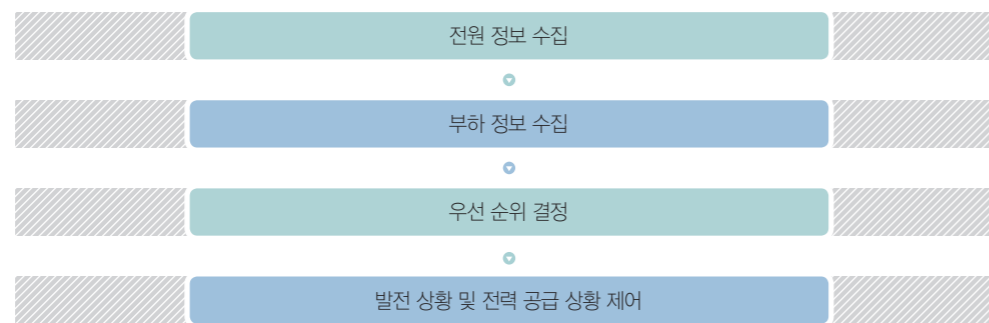 전원 정보 수집
부하 정보 수집
우선 순위 결정
발전 상황 및 전력 공급 상황 제어